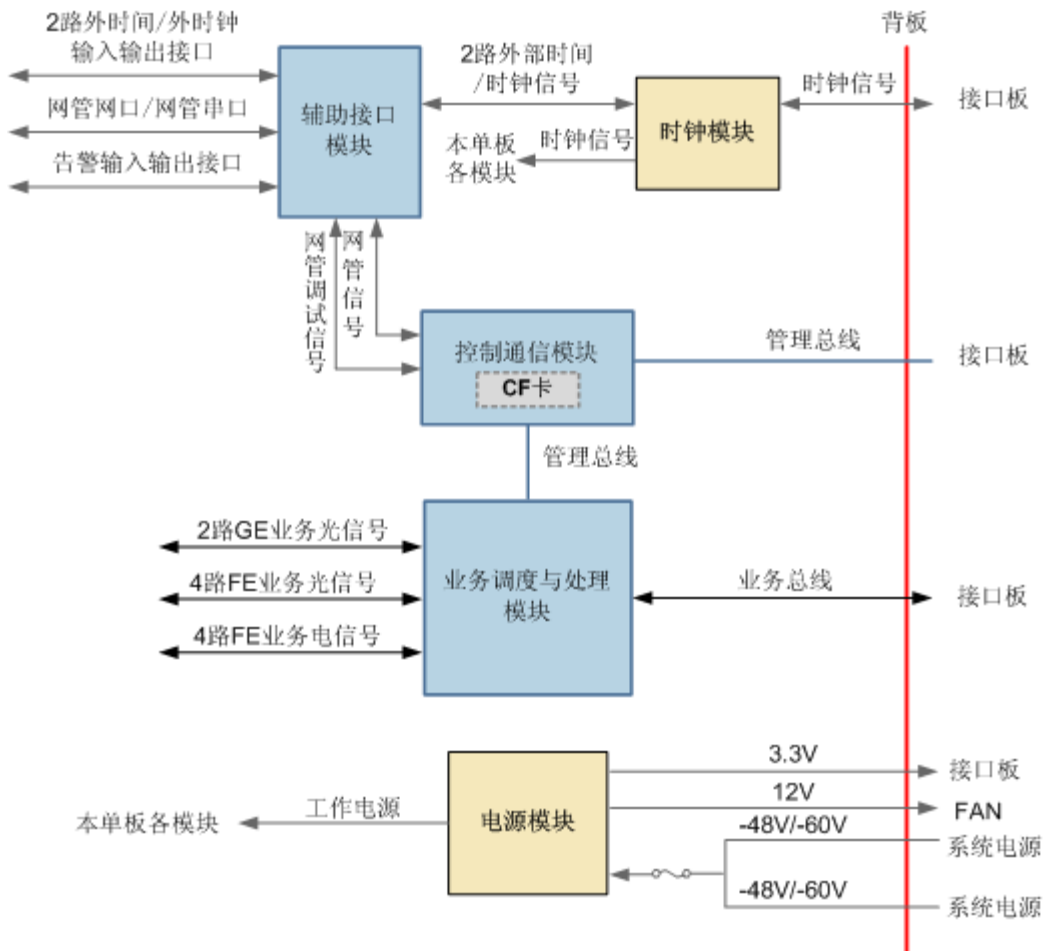 2路外时间/外时钟
输入输出接口
网管网口/网管串口
告警输入输出接口
辅助接口
模块
2路外部时间
/时钟信号
本单板
各模块
时钟信号
时钟模块
背板
时钟信号
接口板
网管调试信号
网管信号
控制通信模块
CF卡
管理总线
接口板
管理总线
2路GE业务光信号
4路FE业务光信号
4路FE业务电信号
业务调度与处理
模块
业务总线
接口板
本单板各模块
工作电源
电源模块
3.3V
接口板
12V
FAN
-48V/-60V
系统电源
-48V/-60V
系统电源